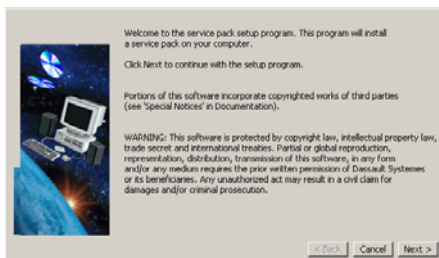 Welcome to the service pack setup program. This program will install
a service pack on your computer.
Click Next to continue with the setup program.
Portions of this software incorporate copyrighted works of third parties
(see 'Special Notices' in Documentation).
WARNING: This software is protected by copyright law, intellectual property law,
trade secret and international treaties. Partial or global reproduction,
representation, distribution, transmission of this software, in any form
and/or any medium requires the prior written permission of Dassault Systemes
or its beneficiaries. Any unauthorized act may result in a civil claim for
damages and/or criminal prosecution.
< Back Cancel Next >